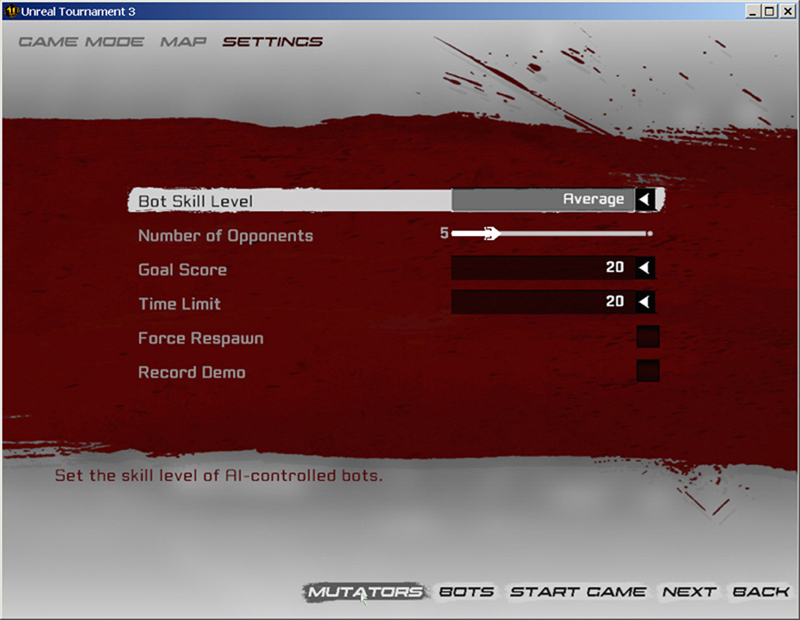 Unreal Tournament 3
GAME MODE MAP SETTINGS
Bot Skill Level Average
Number of Opponents 5
Goal Score 20
Time Limit 20
Force Respawn
Record Demo
Set the skill level of AI-controlled bots.
MUTATORS BOTS START GAME NEXT BACK